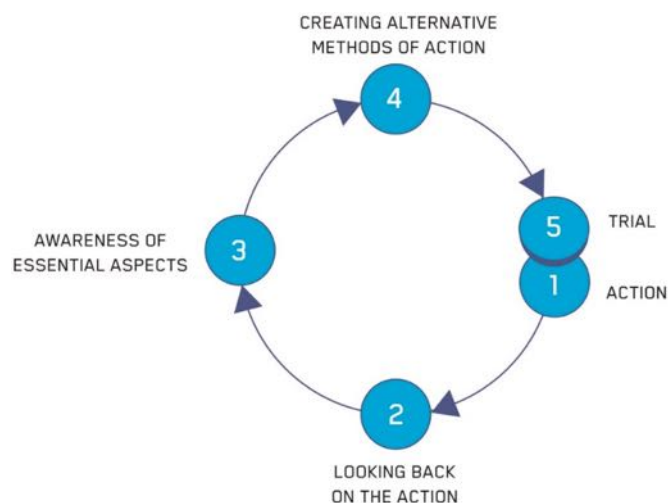 CREATING ALTERNATIVE
METHODS OF ACTION
4
5
TRIAL
1
ACTION
AWARENESS OF
ESSENTIAL ASPECTS
3
2
LOOKING BACK
ON THE ACTION